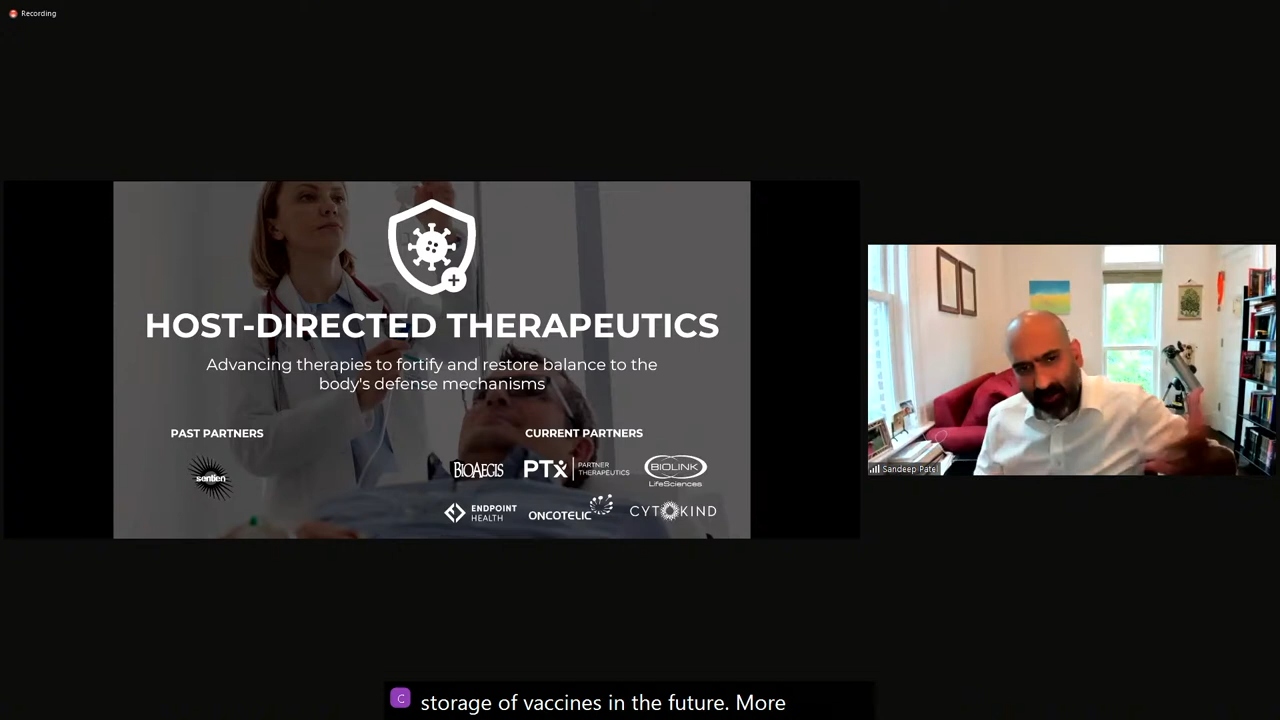 Recording
HOST-DIRECTED THERAPEUTICS
Advancing therapies to fortify and restore balance to the
body's defense mechanisms
PAST PARTNERS
CURRENT PARTNERS
sentien
BIOAEGIS
PTx PARTNER
THERAPEUTICS
BIOLINK
LifeSciences
ENDPOINT
HEALTH
ONCOTELIC
CYTOKIND
Sandeep Patel
C
storage of vaccines in the future. More